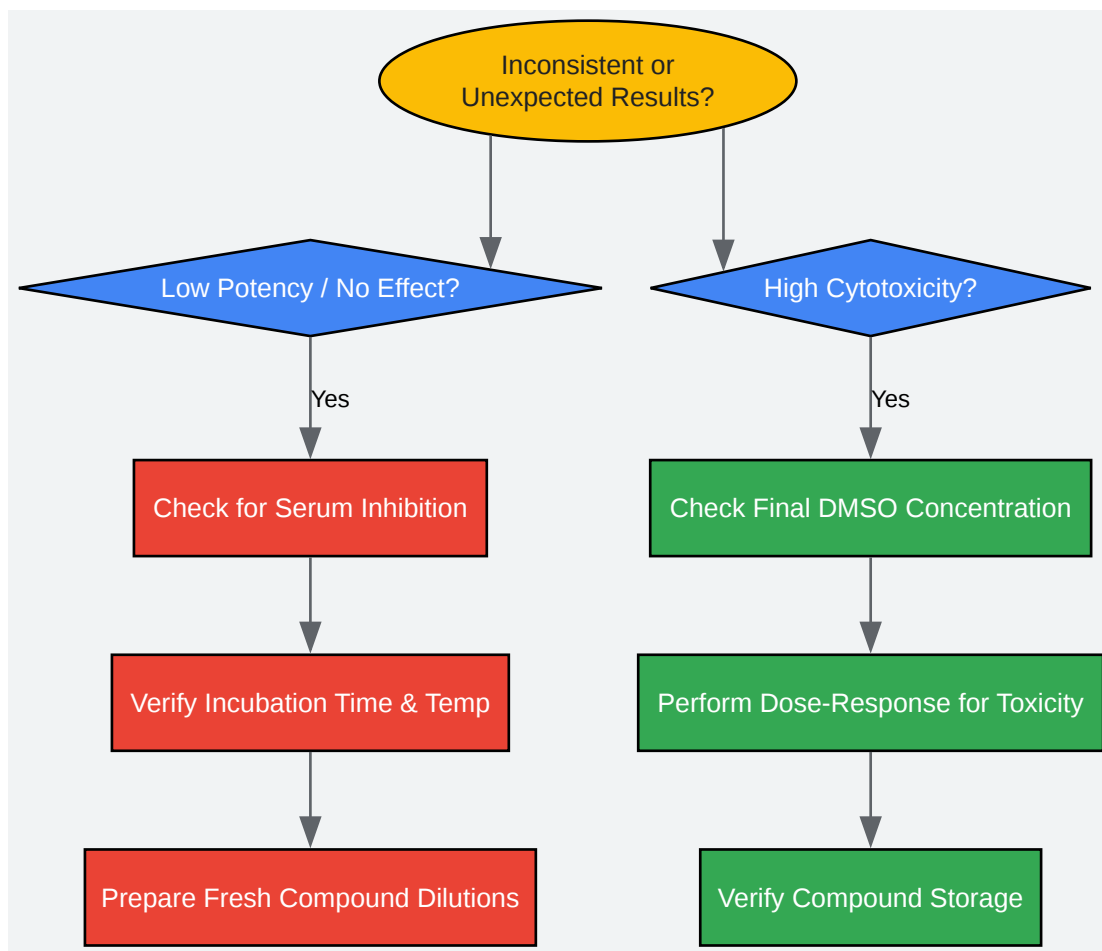 Inconsistent or
Unexpected Results?
Low Potency / No Effect?
High Cytotoxicity?
Yes
Yes
Check for Serum Inhibition
Check Final DMSO Concentration
Verify Incubation Time & Temp
Perform Dose-Response for Toxicity
Prepare Fresh Compound Dilutions
Verify Compound Storage